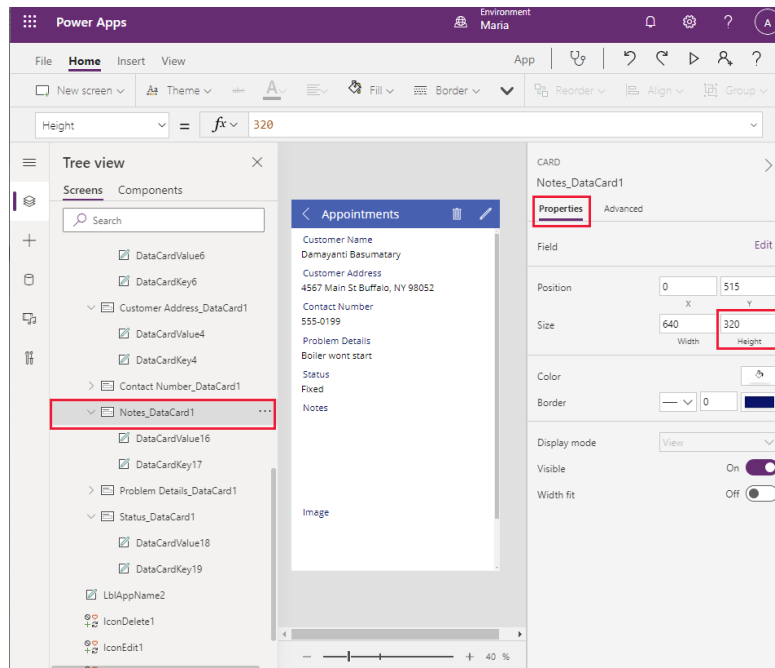 Power Apps
Environment
Maria
?
A
File Home Insert View
App
?
New screen
Aa Theme
abc
A
Fill
Border
Reorder
Align
Group
Height
=
fx
320
Tree view
Screens Components
Search
DataCardValue6
DataCardKey6
Customer Address_DataCard1
DataCardValue4
DataCardKey4
Contact Number_DataCard1
Notes_DataCard1
...
DataCardValue16
DataCardKey17
Problem Details_DataCard1
Status_DataCard1
DataCardValue18
DataCardKey19
LblAppName2
IconDelete1
IconEdit1
Appointments
Customer Name
Damayanti Basumatary
Customer Address
4567 Main St Buffalo, NY 98052
Contact Number
555-0199
Problem Details
Boiler wont start
Status
Fixed
Notes
Image
40 %
CARD
Notes_DataCard1
Properties Advanced
Field Edit
Position 0 515
X Y
Size 640 320
Width Height
Color
Border 0
Display mode View
Visible On
Width fit Off